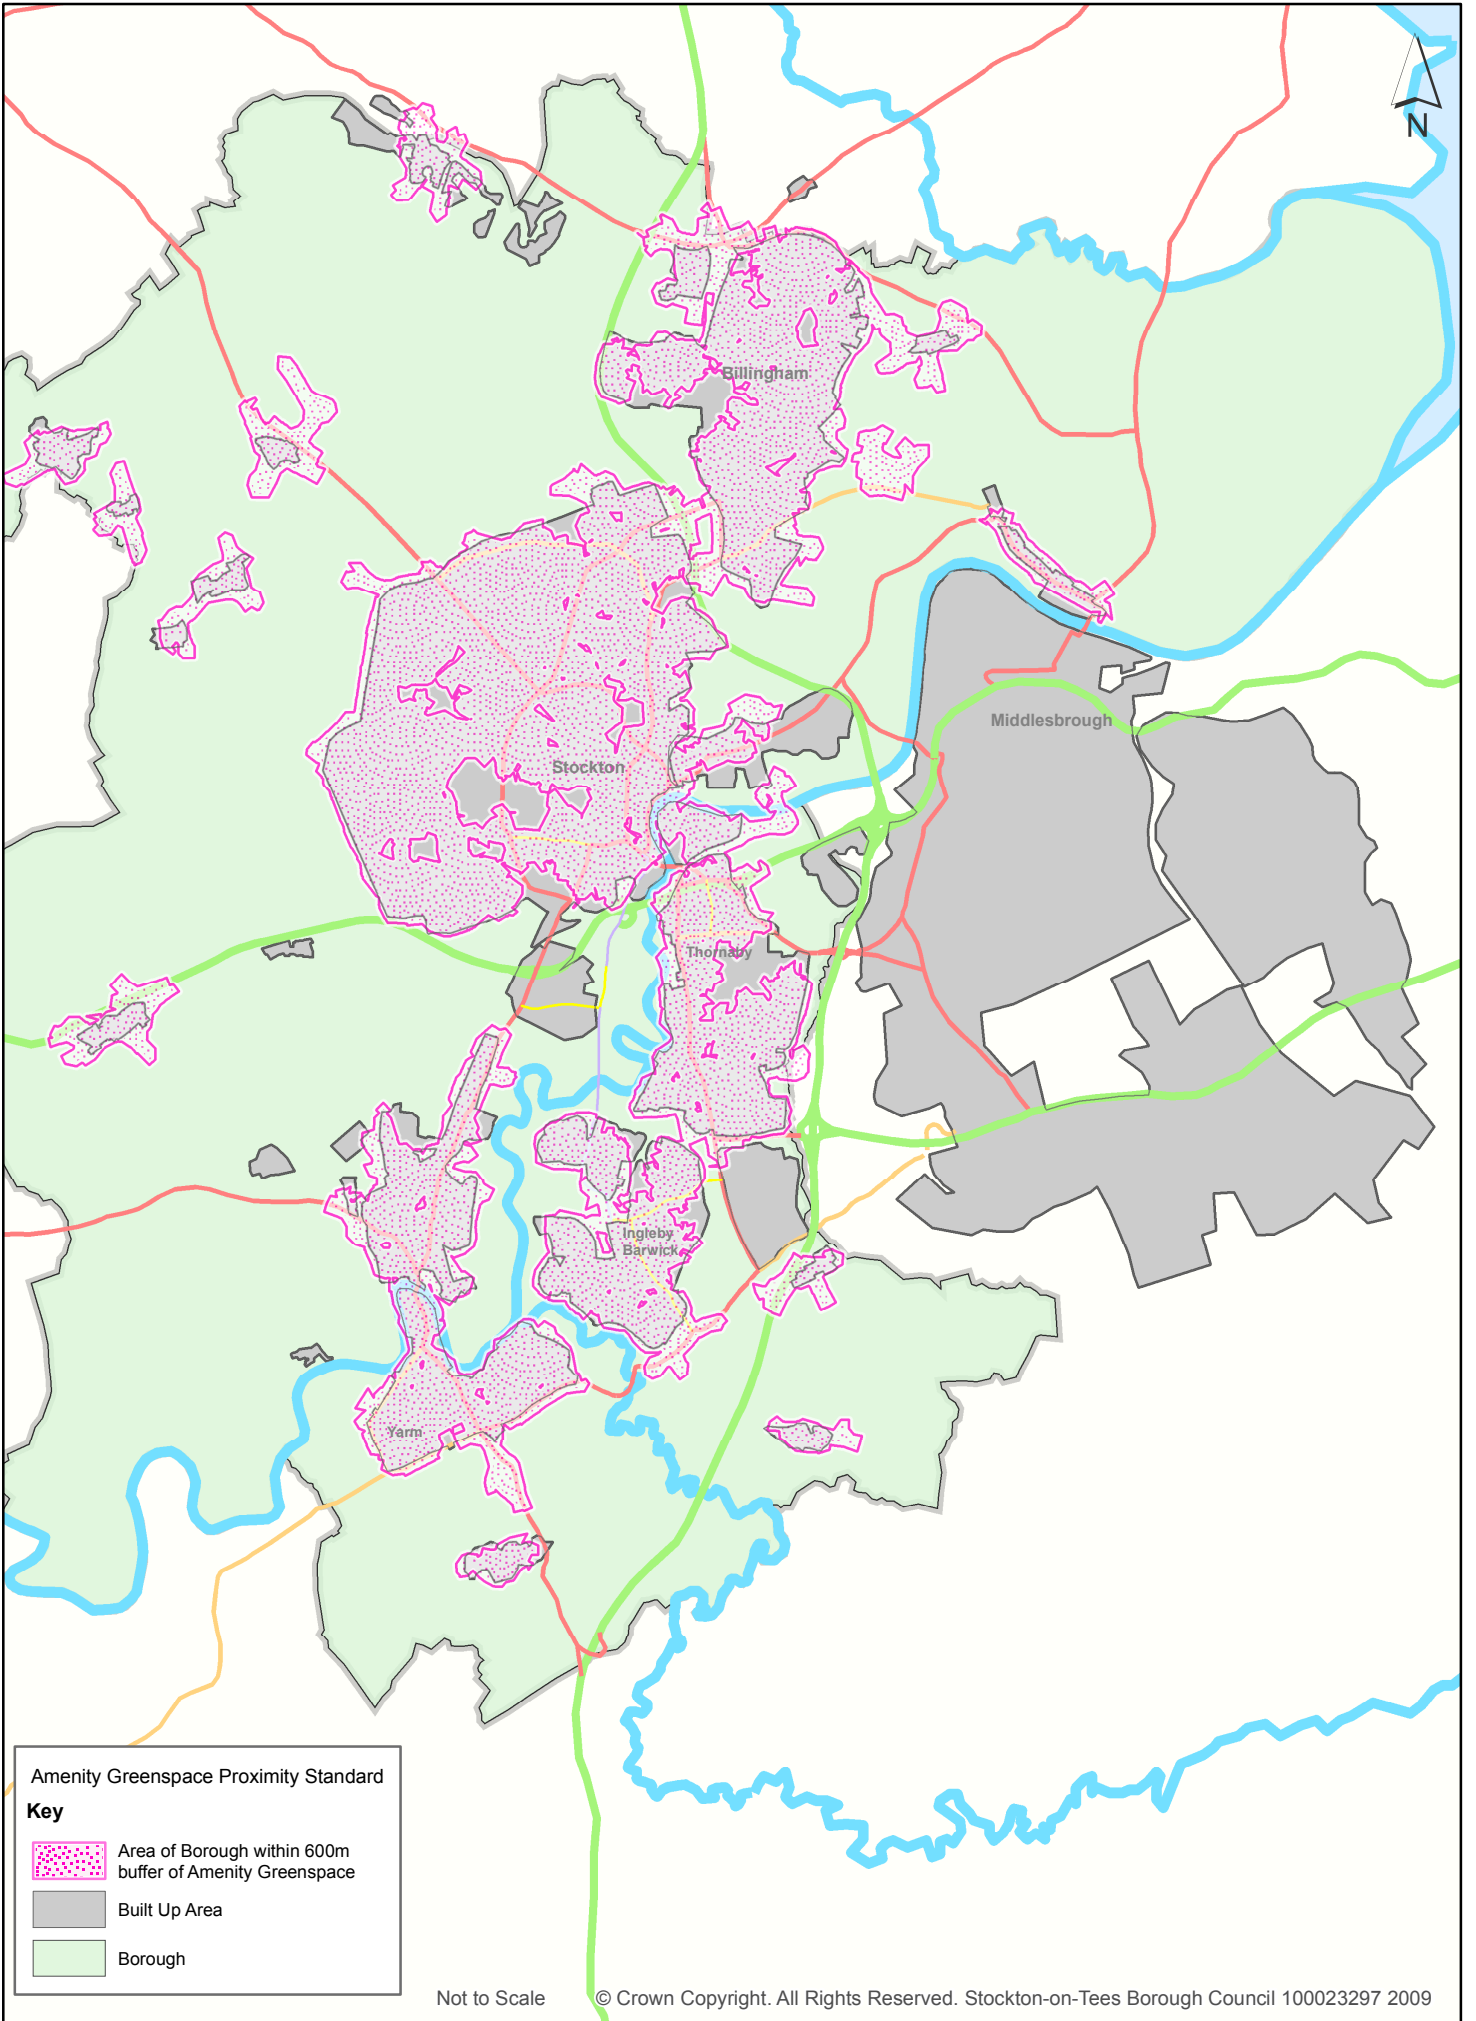 N
Billingham
Middlesbrough
Stockton
Thornaby
Ingleby
Barwick
Yarm
Amenity Greenspace Proximity Standard
Key
Area of Borough within 600m
buffer of Amenity Greenspace
Built Up Area
Borough
Not to Scale
© Crown Copyright. All Rights Reserved. Stockton-on-Tees Borough Council 100023297 2009